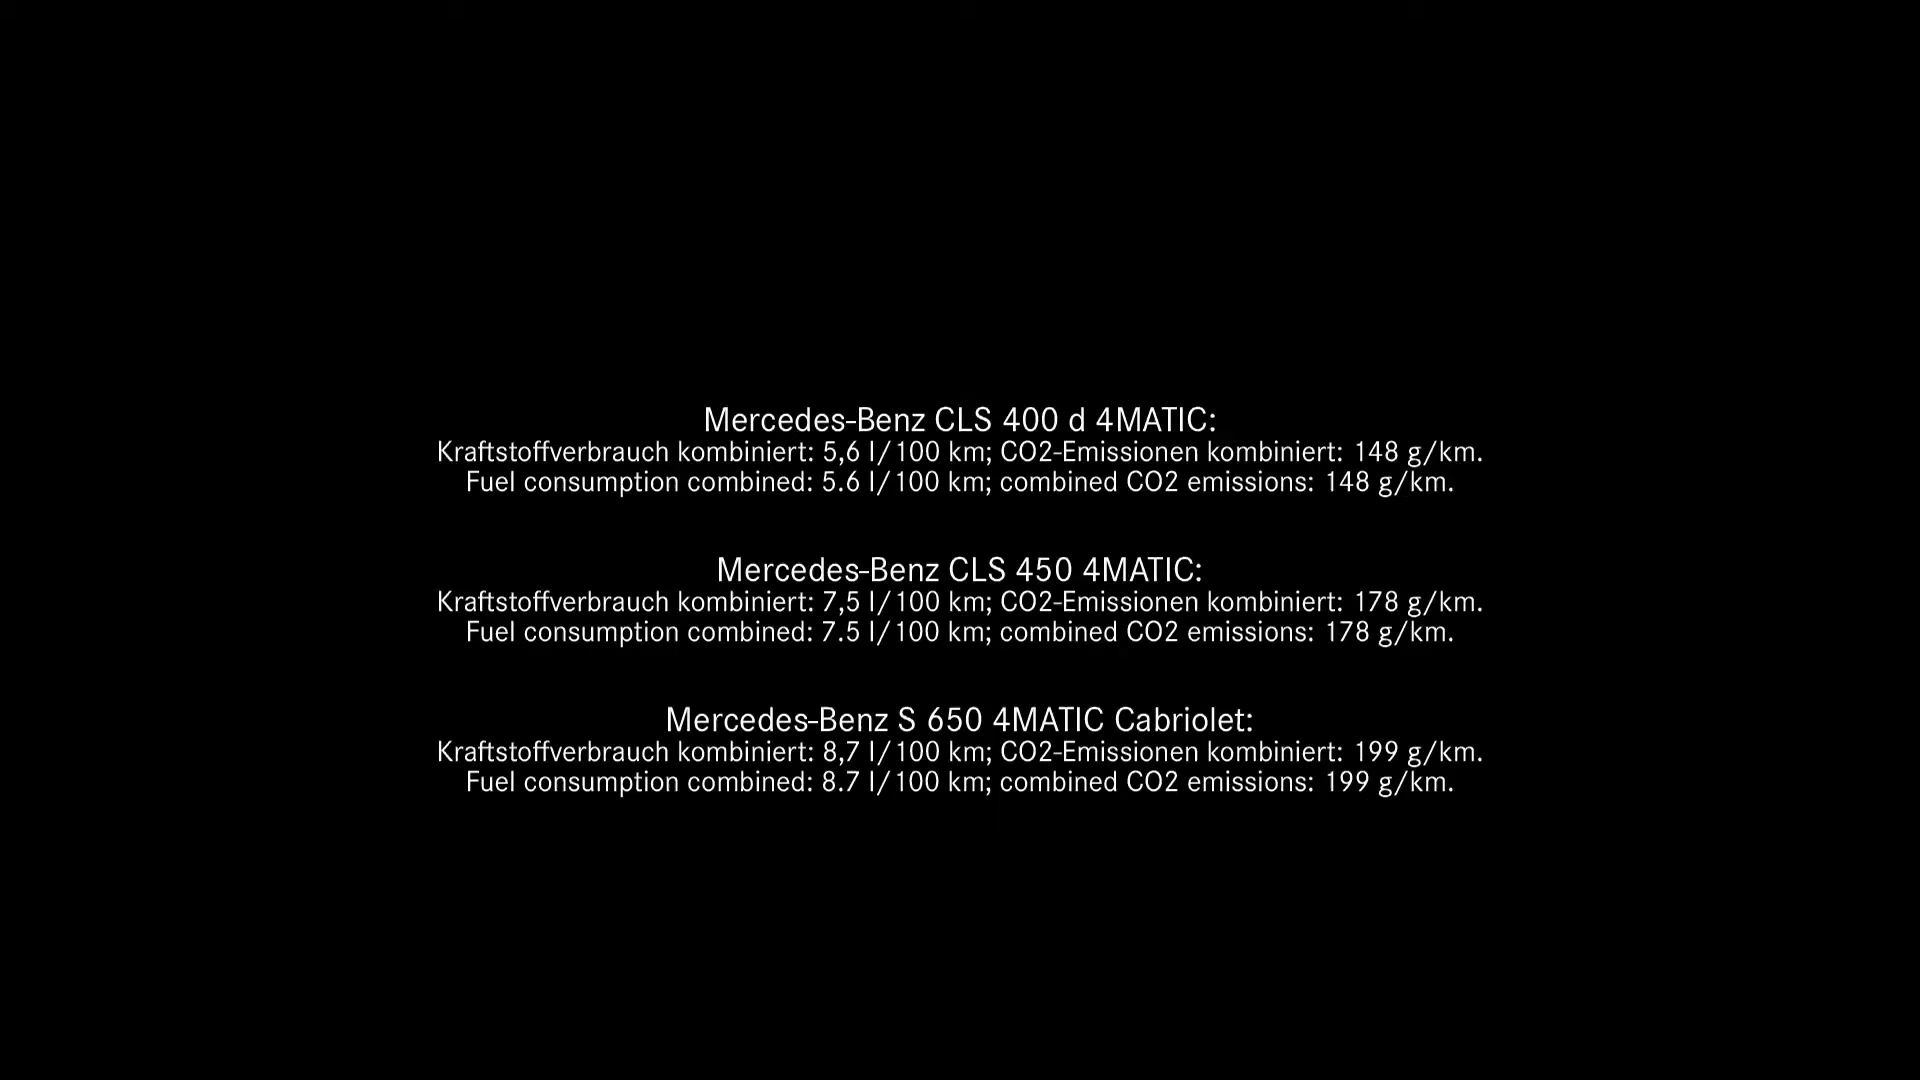 Mercedes-Benz CLS 400 d 4MATIC:
Kraftstoffverbrauch kombiniert: 5,6 l/100 km; CO2-Emissionen kombiniert: 148 g/km.
Fuel consumption combined: 5.6 l/100 km; combined CO2 emissions: 148 g/km.
Mercedes-Benz CLS 450 4MATIC:
Kraftstoffverbrauch kombiniert: 7,5 l/100 km; CO2-Emissionen kombiniert: 178 g/km.
Fuel consumption combined: 7.5 l/100 km; combined CO2 emissions: 178 g/km.
Mercedes-Benz S 650 4MATIC Cabriolet:
Kraftstoffverbrauch kombiniert: 8,7 l/100 km; CO2-Emissionen kombiniert: 199 g/km.
Fuel consumption combined: 8.7 l/100 km; combined CO2 emissions: 199 g/km.